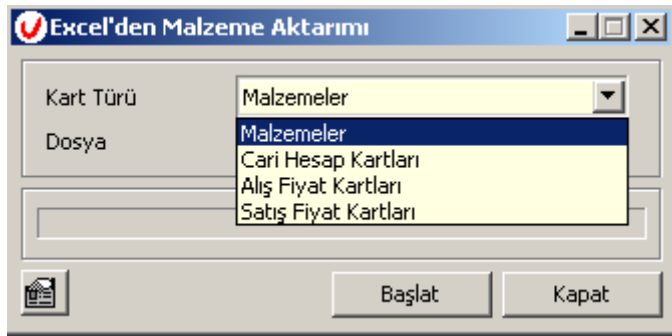 Excel'den Malzeme Aktarımı
Kart Türü
Malzemeler
Dosya
Malzemeler
Cari Hesap Kartları
Alış Fiyat Kartları
Satış Fiyat Kartları
Başlat
Kapat